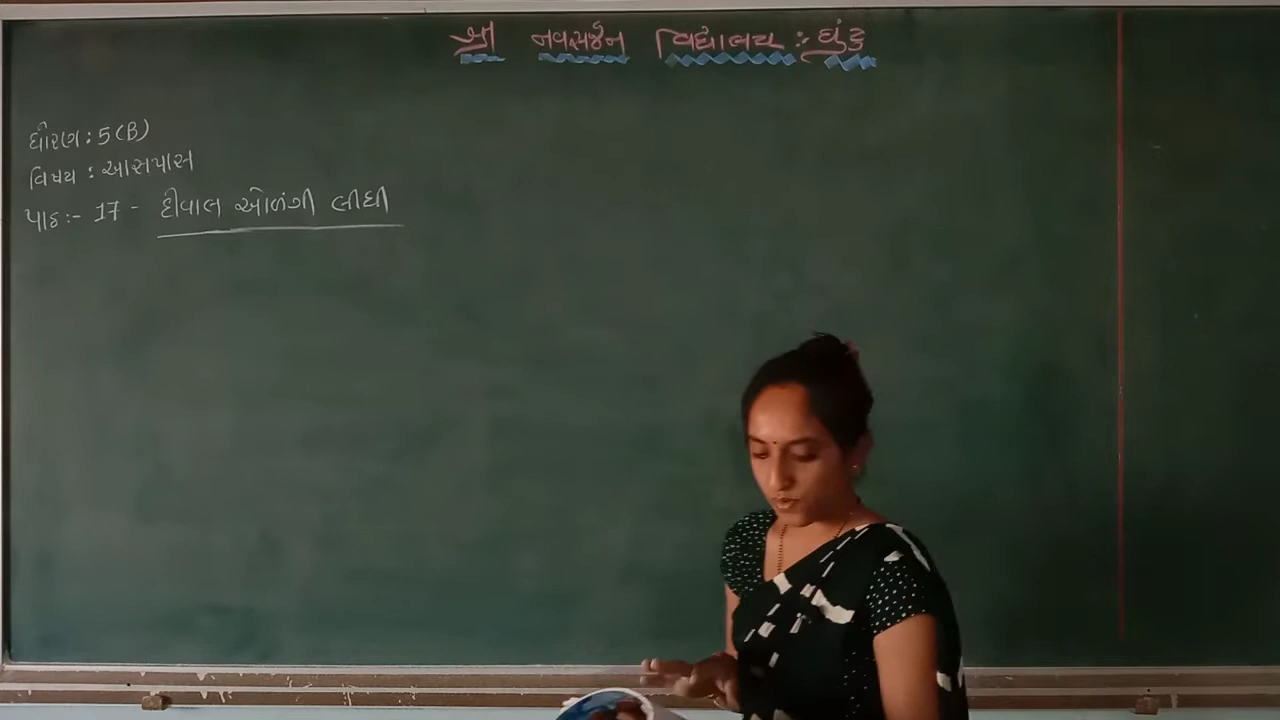 શ્રી નવસર્જન વિદ્યાલય : ઘુંટુ
ધોરણ : 5 (B)
વિષય : આસપાસ
પાઠ :- 17 - દીવાલ ઓળંગી લીધી